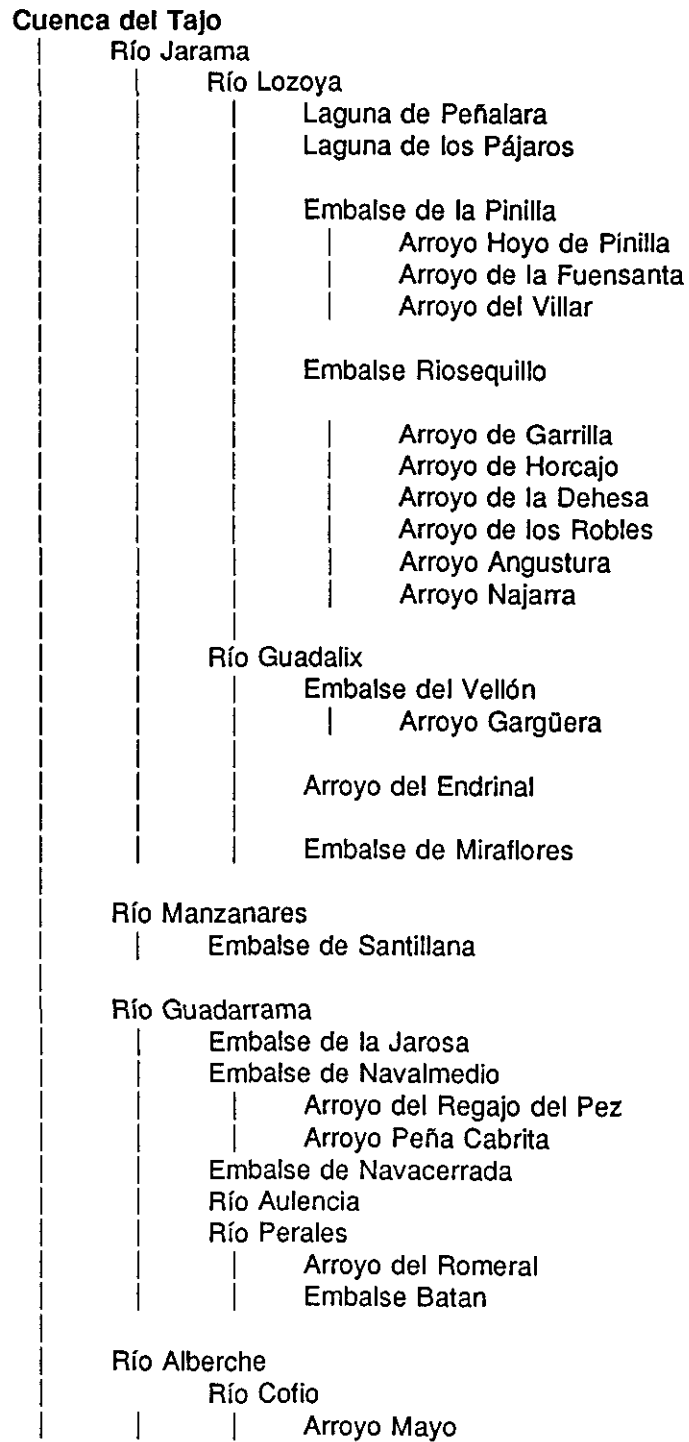 Cuenca del Tajo
Río Jarama
Río Lozoya
Laguna de Peñalara
Laguna de los Pájaros
Embalse de la Pinilla
Arroyo Hoyo de Pinilla
Arroyo de la Fuensanta
Arroyo del Villar
Embalse Riosequillo
Arroyo de Garrilla
Arroyo de Horcajo
Arroyo de la Dehesa
Arroyo de los Robles
Arroyo Angustura
Arroyo Najarra
Río Guadalix
Embalse del Vellón
Arroyo Gargüera
Arroyo del Endrinal
Embalse de Miraflores
Río Manzanares
Embalse de Santillana
Río Guadarrama
Embalse de la Jarosa
Embalse de Navalmedio
Arroyo del Regajo del Pez
Arroyo Peña Cabrita
Embalse de Navacerrada
Río Aulencia
Río Perales
Arroyo del Romeral
Embalse Batan
Río Alberche
Río Cofio
Arroyo Mayo